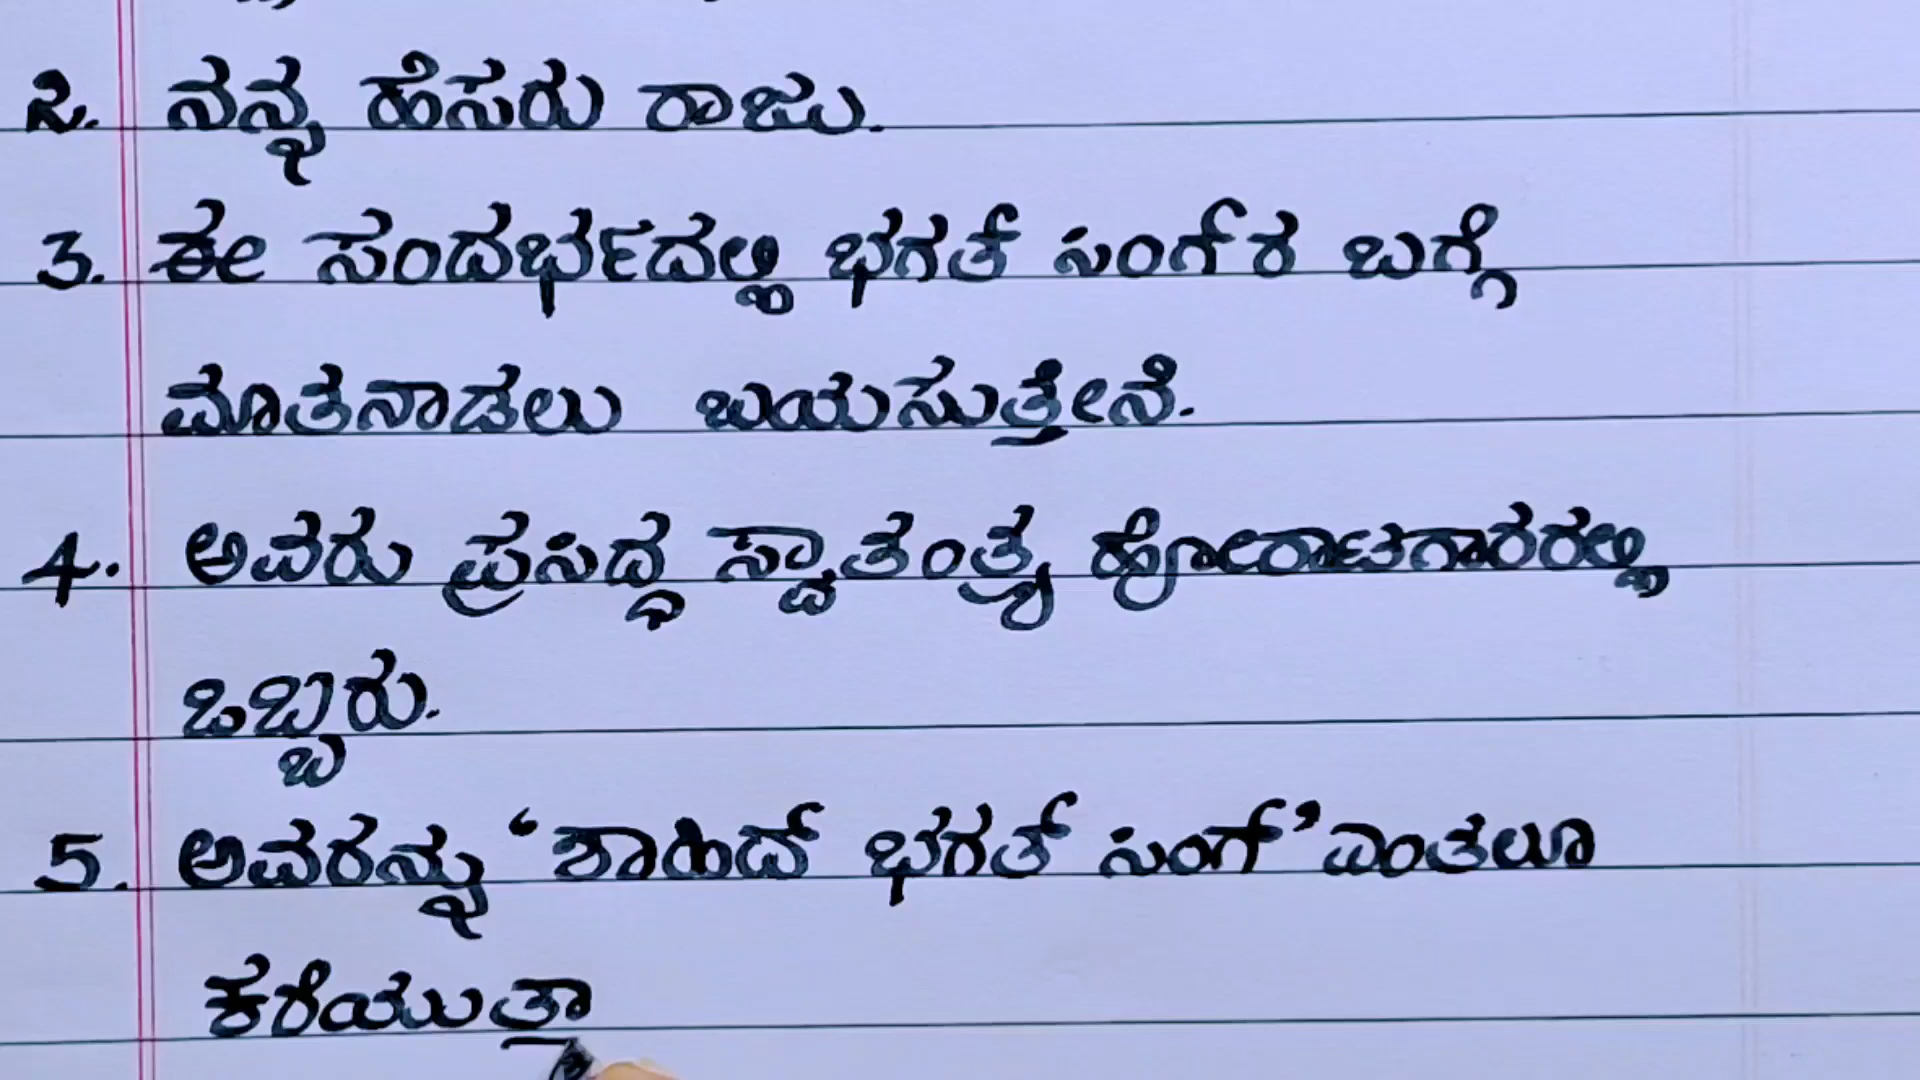 2. ನನ್ನ ಹೆಸರು ರಾಜು.
3. ಈ ಸಂದರ್ಭದಲ್ಲಿ ಭಗತ್ ಸಿಂಗ್‌ರ ಬಗ್ಗೆ
ಮಾತನಾಡಲು ಬಯಸುತ್ತೇನೆ.
4. ಅವರು ಪ್ರಸಿದ್ಧ ಸ್ವಾತಂತ್ರ್ಯ ಹೋರಾಟಗಾರರಲ್ಲಿ
ಒಬ್ಬರು.
5. ಅವರನ್ನು ‘ಶಾಹಿದ್ ಭಗತ್ ಸಿಂಗ್’ ಎಂತಲೂ
ಕರೆಯುತ್ತಾ